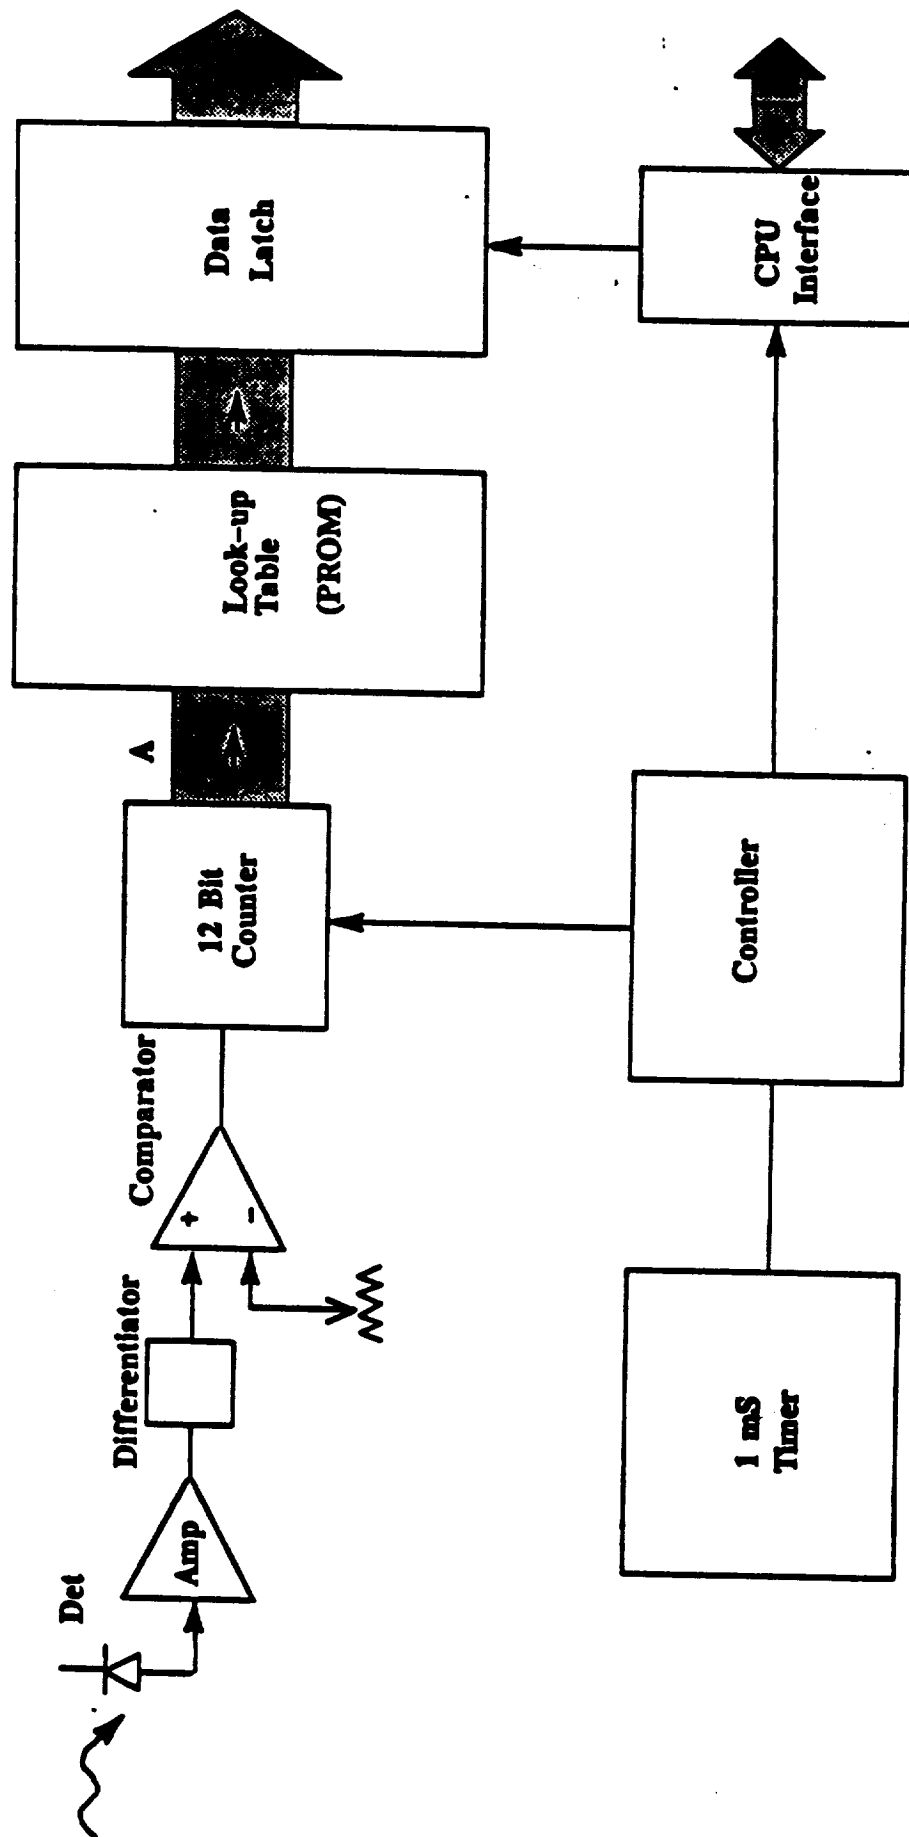 Det
Amp
Differentiator
+
-
Comparator
12 Bit
Counter
A
Look-up
Table
(PROM)
Data
Latch
1 mS
Timer
Controller
CPU
Interface